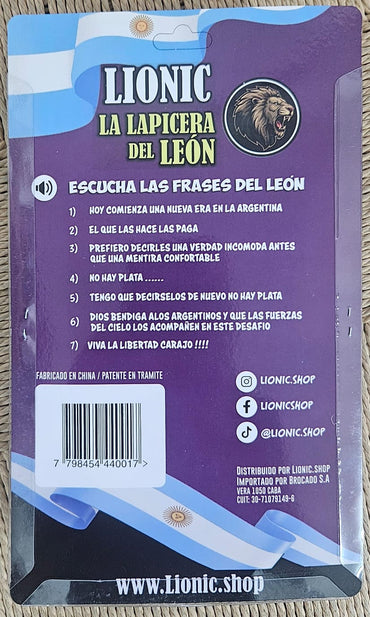 LIONIC
LA LAPICERA
DEL LEÓN
ESCUCHA LAS FRASES DEL LEÓN
1) HOY COMIENZA UNA NUEVA ERA EN LA ARGENTINA
2) EL QUE LAS HACE LAS PAGA
3) PREFIERO DECIRLES UNA VERDAD INCOMODA ANTES
QUE UNA MENTIRA CONFORTABLE
4) NO HAY PLATA ......
5) TENGO QUE DECIRSELOS DE NUEVO NO HAY PLATA
6) DIOS BENDIGA ALOS ARGENTINOS Y QUE LAS FUERZAS
DEL CIELO LOS ACOMPAÑEN EN ESTE DESAFIO
7) VIVA LA LIBERTAD CARAJO !!!!
FABRICADO EN CHINA / PATENTE EN TRAMITE
LIONIC.SHOP
LIONICSHOP
@LIONIC.SHOP
7 798454 440017 >
DISTRIBUIDO POR LIONIC.SHOP
IMPORTADO POR BROCADO S.A
VERA 1050 CABA
CUIT: 30-71079149-6
www.Lionic.shop